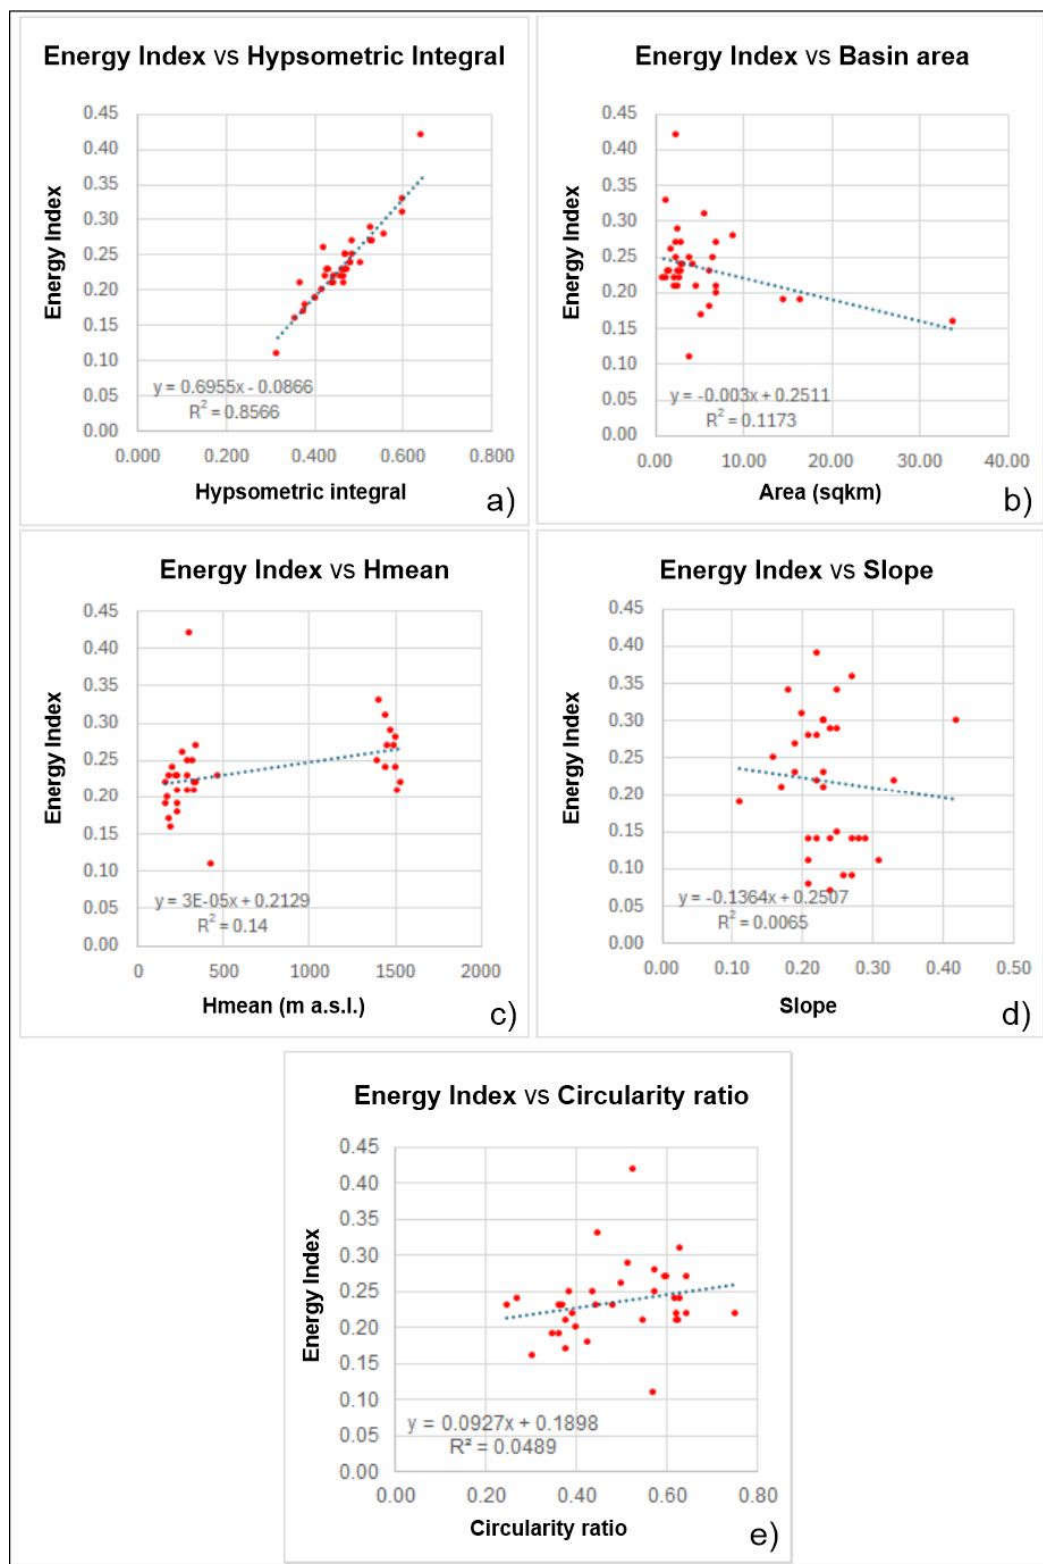 Energy Index vs Hypsometric Integral
0.45
0.40
0.35
0.30
0.25
0.20
0.15
0.10
0.05
0.00
Energy Index
y = 0.6955x - 0.0866
R² = 0.8566
0.000 0.200 0.400 0.600 0.800
Hypsometric integral
a)
Energy Index vs Basin area
0.45
0.40
0.35
0.30
0.25
0.20
0.15
0.10
0.05
0.00
Energy Index
y = -0.003x + 0.2511
R² = 0.1173
0.00 10.00 20.00 30.00 40.00
Area (sqkm)
b)
Energy Index vs Hmean
0.45
0.40
0.35
0.30
0.25
0.20
0.15
0.10
0.05
0.00
Energy Index
y = 3E-05x + 0.2129
R² = 0.14
0 500 1000 1500 2000
Hmean (m a.s.l.)
c)
Energy Index vs Slope
0.45
0.40
0.35
0.30
0.25
0.20
0.15
0.10
0.05
0.00
Energy Index
y = -0.1364x + 0.2507
R² = 0.0065
0.00 0.10 0.20 0.30 0.40 0.50
Slope
d)
Energy Index vs Circularity ratio
0.45
0.40
0.35
0.30
0.25
0.20
0.15
0.10
0.05
0.00
Energy Index
y = 0.0927x + 0.1898
R² = 0.0489
0.00 0.20 0.40 0.60 0.80
Circularity ratio
e)